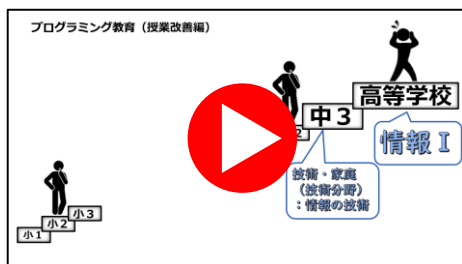 プログラミング教育（授業改善編）
高等学校
中３
２
情報Ⅰ
技術・家庭
（技術分野）
：情報の技術
小３
小２
小１